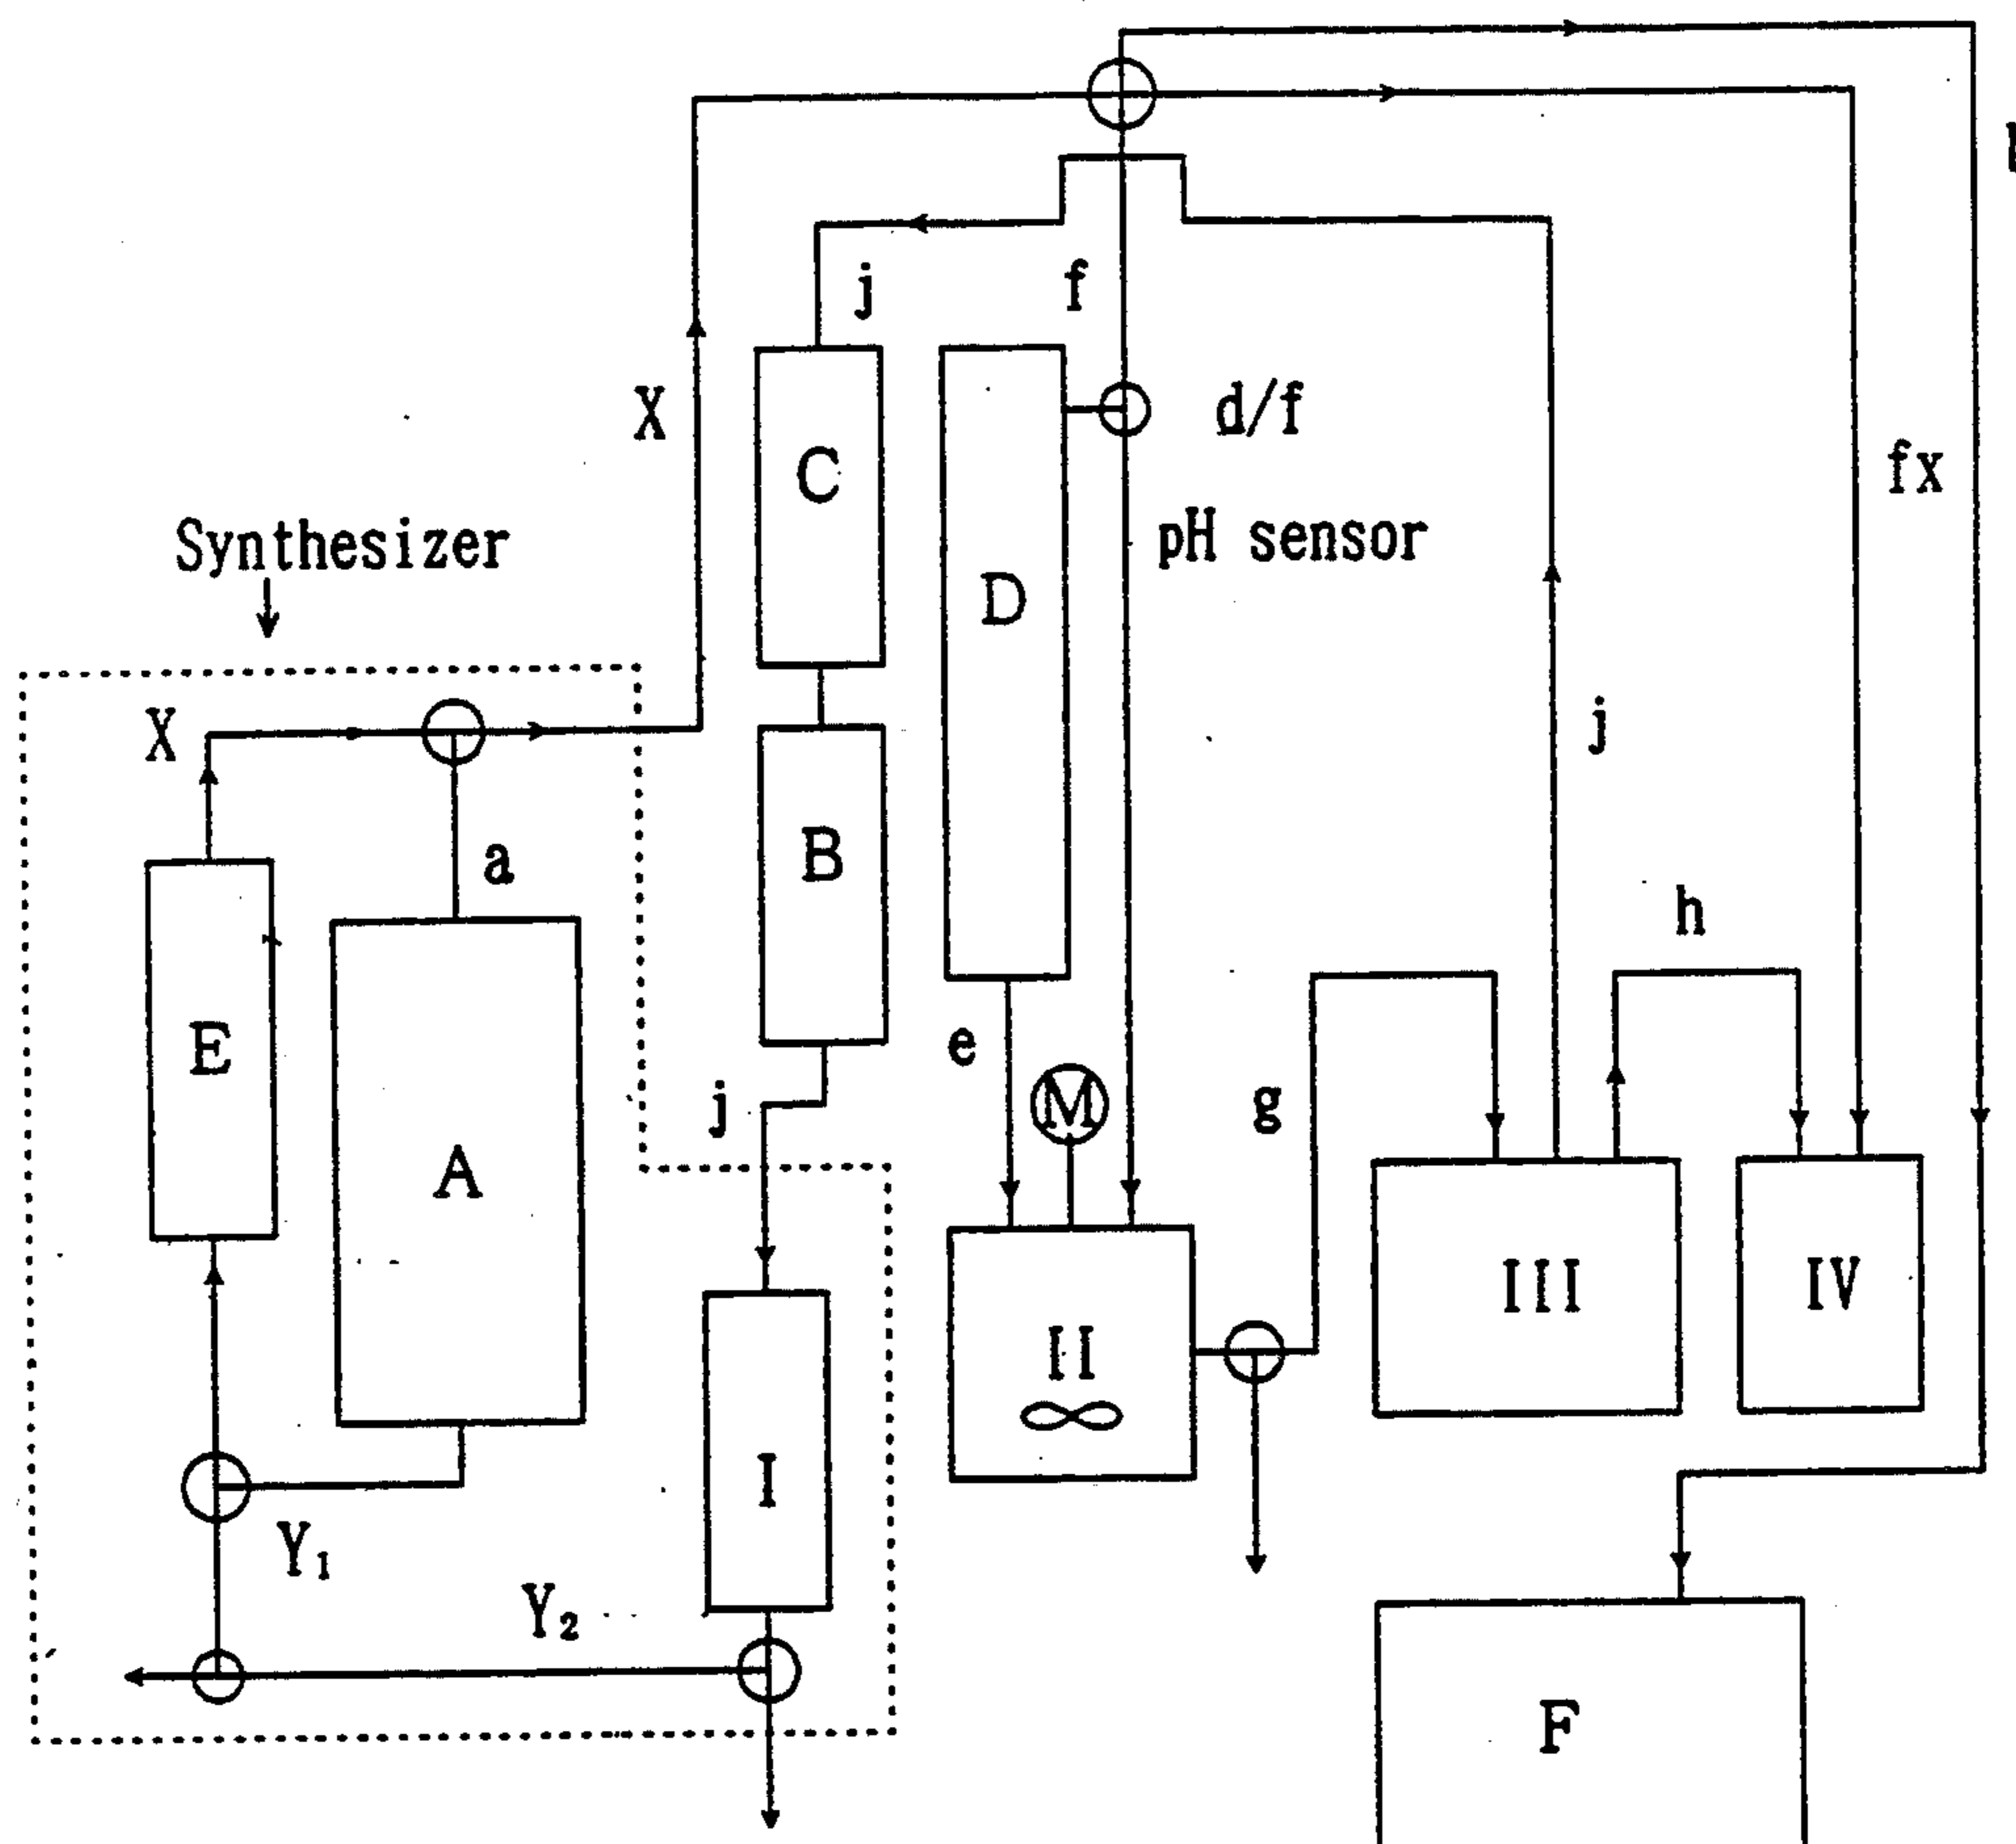 j
f
X
d/f
fx
C
pH sensor
Synthesizer
D
X
j
a
B
h
E
e
M
g
j
A
III
IV
II
I
Y₁
Y₂
F